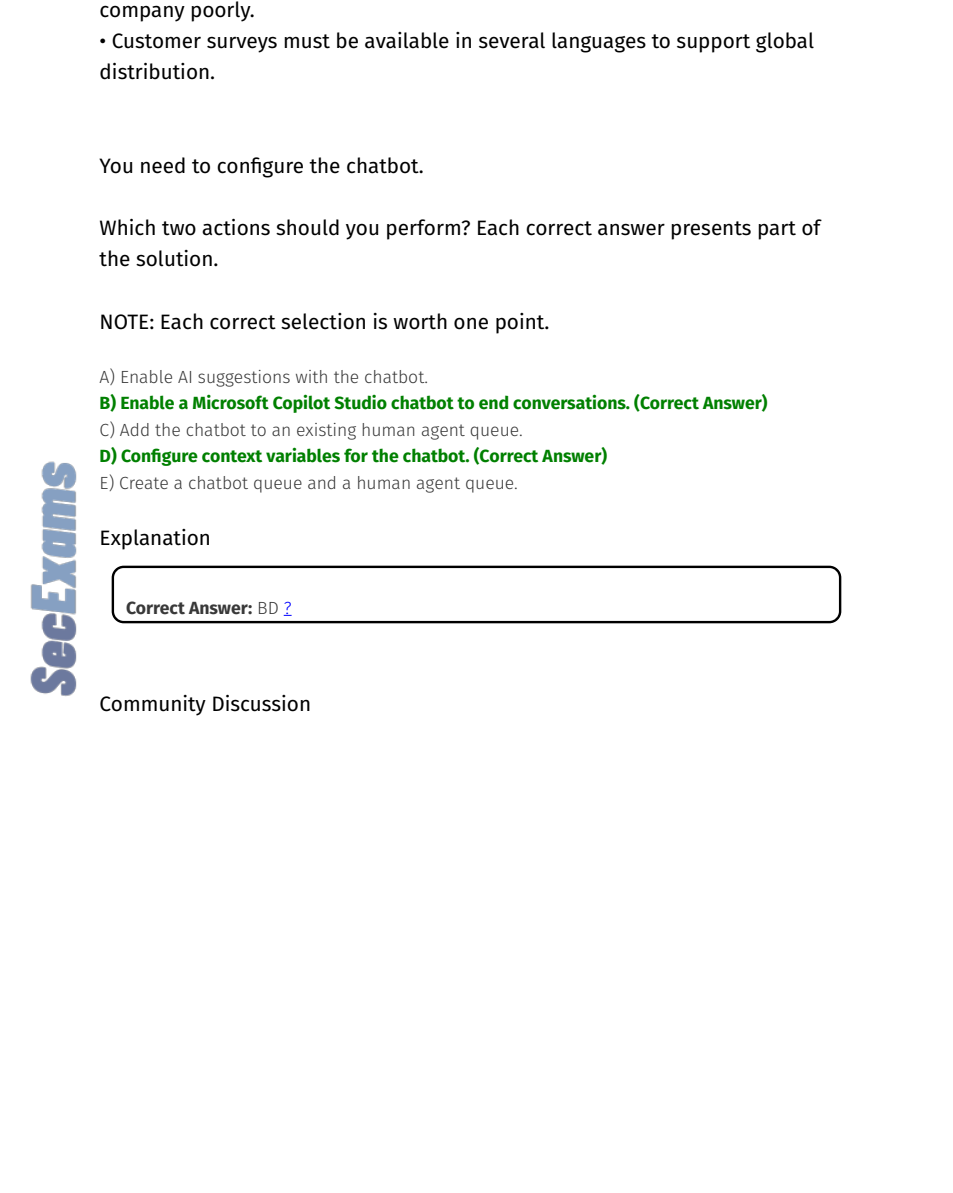 company poorly.
• Customer surveys must be available in several languages to support global
distribution.
You need to configure the chatbot.
Which two actions should you perform? Each correct answer presents part of
the solution.
NOTE: Each correct selection is worth one point.
A) Enable AI suggestions with the chatbot.
B) Enable a Microsoft Copilot Studio chatbot to end conversations. (Correct Answer)
C) Add the chatbot to an existing human agent queue.
D) Configure context variables for the chatbot. (Correct Answer)
E) Create a chatbot queue and a human agent queue.
SecExams
Explanation
Correct Answer: BD ?
Community Discussion